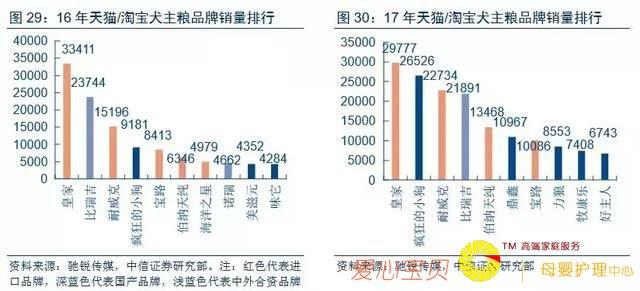 图 29：16 年天猫/淘宝犬主粮品牌销量排行
40000
35000
30000
25000
20000
15000
10000
5000
0
33411
23744
15196
9181
8413
6346
4979
4662
4352
4284
皇家
比瑞吉
耐威克
疯狂的小狗
宝路
伯纳天纯
海洋之星
诺瑞
美滋元
味它
资料来源：驰锐传媒，中信证券研究部。注：红色代表进
口品牌，深蓝色代表国产品牌，浅蓝色代表中外合资品牌
图 30：17 年天猫/淘宝犬主粮品牌销量排行
35000
30000
25000
20000
15000
10000
5000
0
29777
26526
22734
21891
13468
10967
10086
8553
7408
6743
皇家
疯狂的小狗
耐威克
比瑞吉
伯纳天纯
鼎鑫
宝路
力狼
牧康乐
好主人
资料来源：驰锐传媒，中信证券研究部
爱心宝贝
TM 高端家庭服务
母婴护理中心